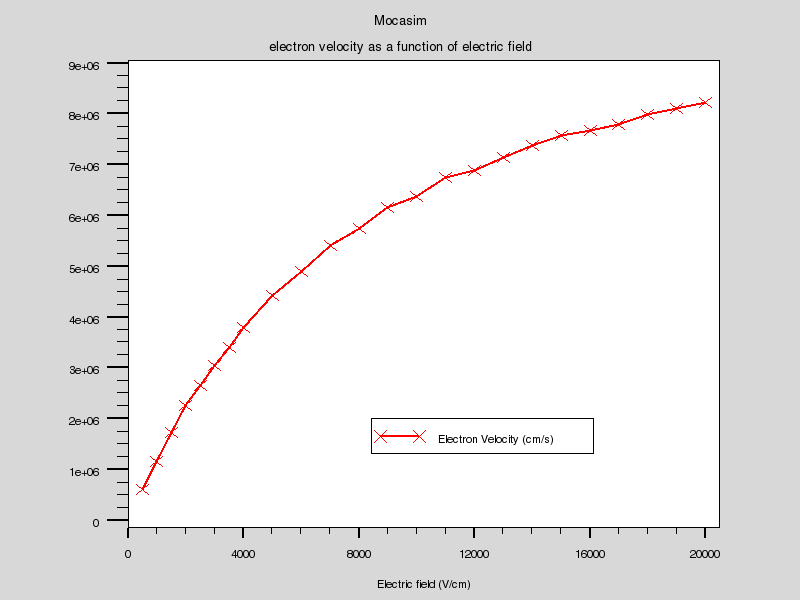 Mocasim
electron velocity as a function of electric field
9e+06
8e+06
7e+06
6e+06
5e+06
4e+06
3e+06
2e+06
1e+06
0
Electron Velocity (cm/s)
0 4000 8000 12000 16000 20000
Electric field (V/cm)